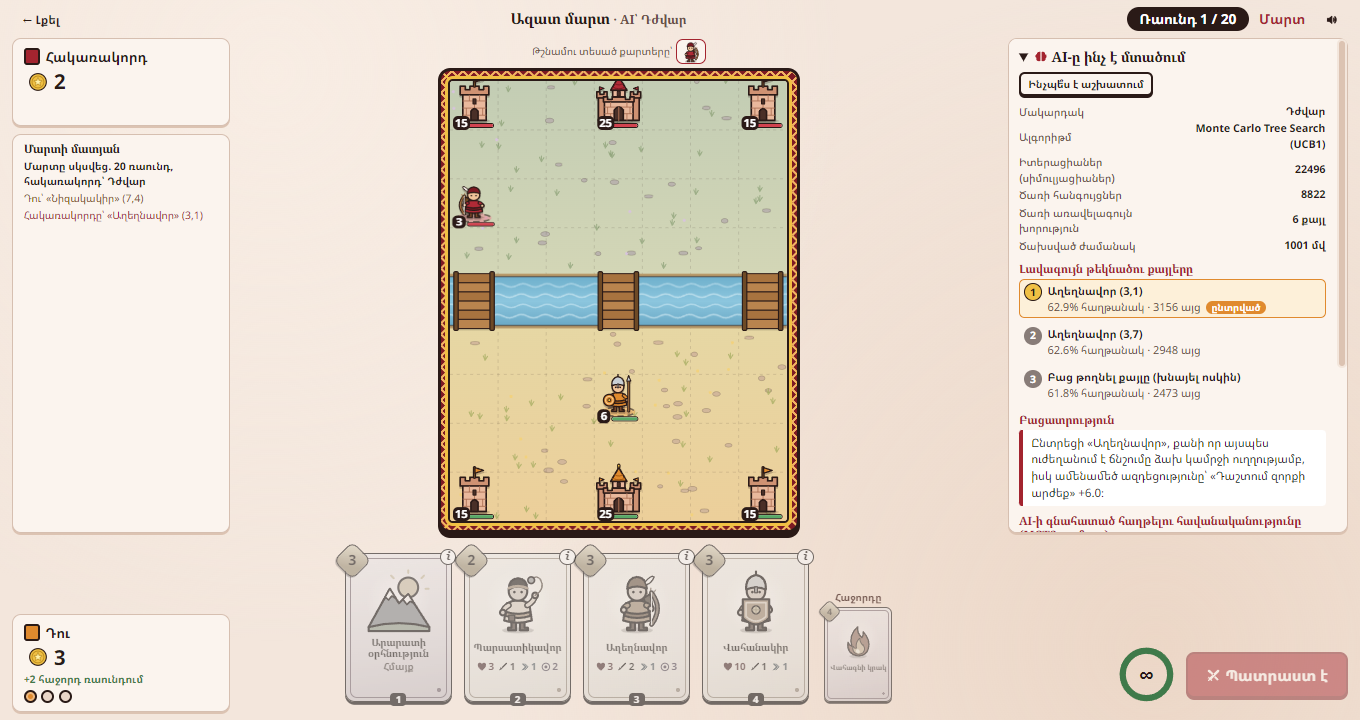 ← Լքել
Ազատ մարտ · AI՝ Դժվար
Ռաունդ 1 / 20
Մարտ
Հակառակորդ
2
Մարտի մատյան
Մարտը սկսվեց. 20 ռաունդ,
հակառակորդ՝ Դժվար
Դու՝ «Նիզակակիր» (7,4)
Հակառակորդը՝ «Աղեղնավոր» (3,1)
Թշնամու տեսած քարտերը՝
15
25
15
3
6
15
25
15
▼ AI-ը ինչ է մտածում
Ինչպե՞ս է աշխատում
Մակարդակ
Դժվար
Ալգորիթմ
Monte Carlo Tree Search
(UCB1)
Իտերացիաներ
(սիմուլյացիաներ)
22496
Ծառի հանգույցներ
8822
Ծառի առավելագույն
խորություն
6 քայլ
Ծախսված ժամանակ
1001 մվ
Լավագույն թեկնածու քայլերը
1
Աղեղնավոր (3,1)
62.9% հաղթանակ · 3156 այց
ընտրված
2
Աղեղնավոր (3,7)
62.6% հաղթանակ · 2948 այց
3
Բաց թողնել քայլը (խնայել ոսկին)
61.8% հաղթանակ · 2473 այց
Բացատրություն
Ընտրեցի «Աղեղնավոր», քանի որ այսպես
ուժեղանում է ճնշումը ձախ կամրջի ուղղությամբ,
իսկ ամենամեծ ազդեցությունը՝ «Դաշտում զորքի
արժեք» +6.0:
AI-ի գնահատած հաղթելու հավանականությունը
Դու
3
+2 հաջորդ ռաունդում
3
i
Արարատի
օրհնություն
Հմայք
1
2
i
Պարսատիկավոր
3 1 1 2
2
3
i
Աղեղնավոր
3 2 1 3
3
3
i
Վահանակիր
10 1 1
4
Հաջորդը
4
Վահագնի կրակ
∞
Պատրաստ է